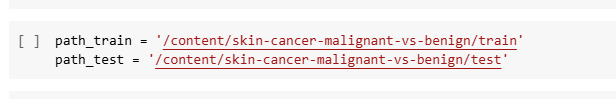 [ ] path_train = '/content/skin-cancer-malignant-vs-benign/train'
path_test = '/content/skin-cancer-malignant-vs-benign/test'